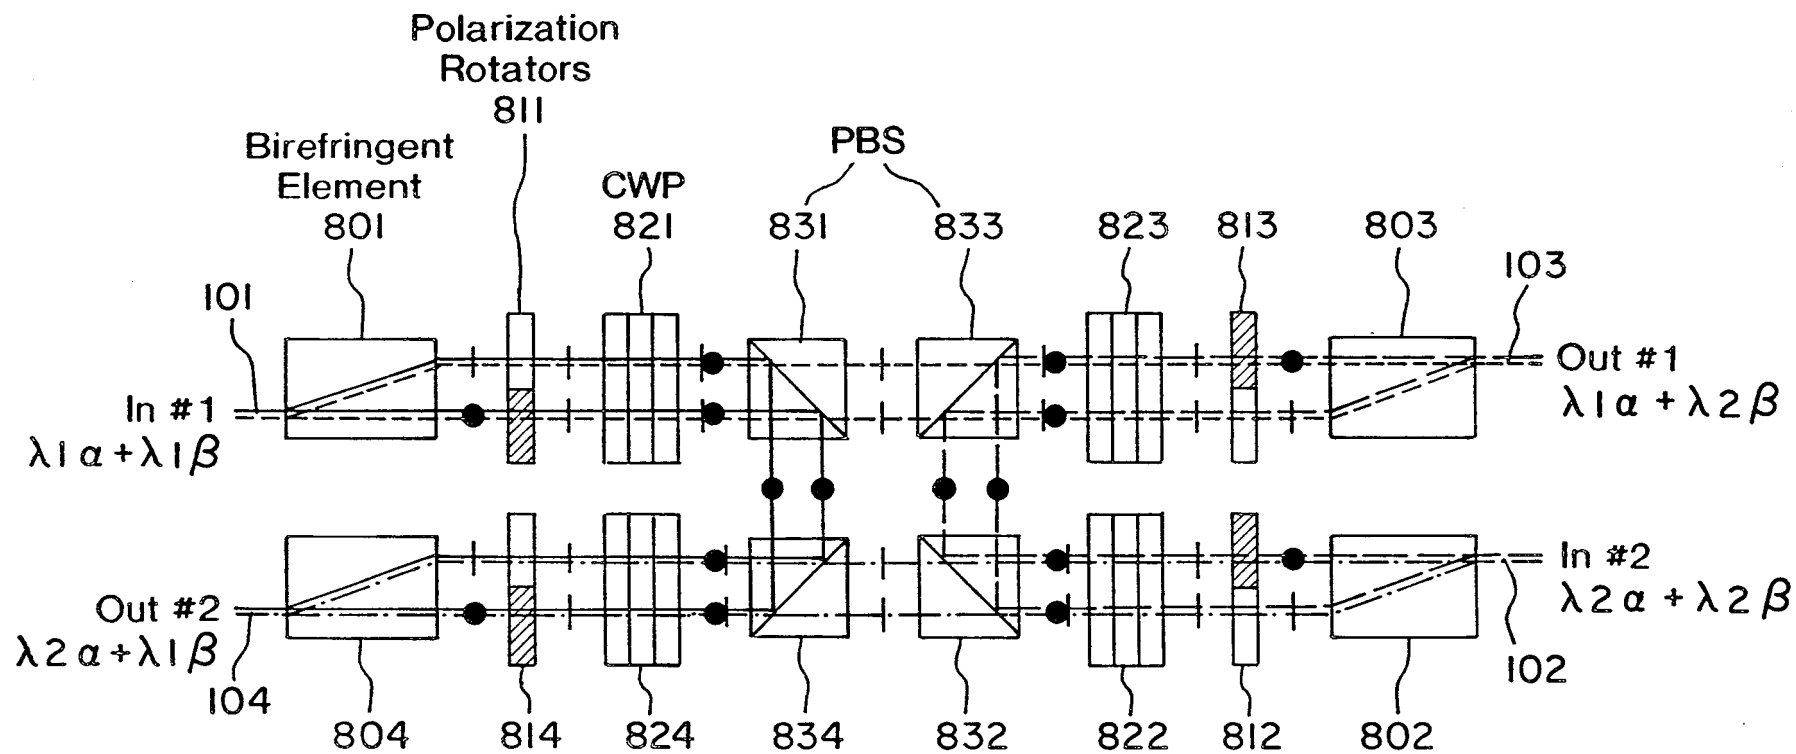 Polarization
Rotators
811
Birefringent
Element
801
CWP
821
PBS
831
833
823
813
803
101
103
In #1
λ1α+λ1β
Out #1
λ1α+λ2β
Out #2
λ2α+λ1β
In #2
λ2α+λ2β
104
102
804
814
824
834
832
822
812
802